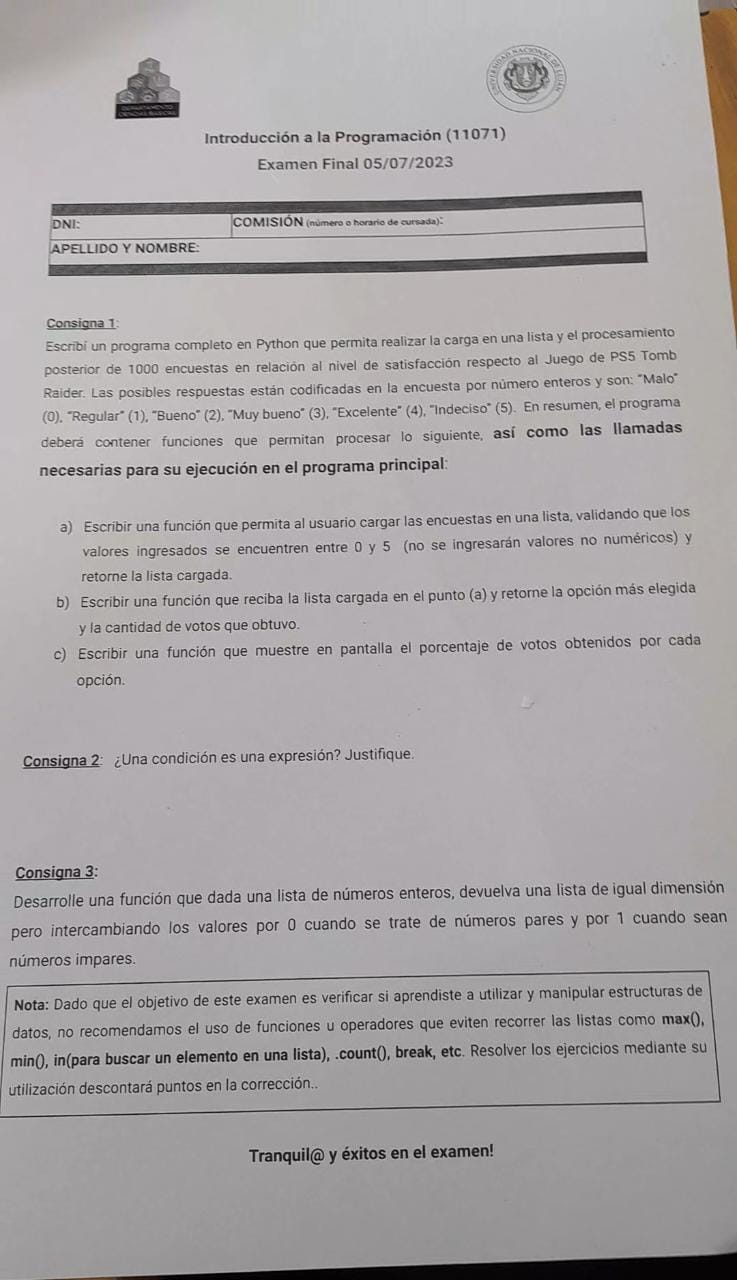 DEPARTAMENTO
CIENCIAS BASICAS
UNIVERSIDAD NACIONAL DE LUJAN
Introducción a la Programación (11071)
Examen Final 05/07/2023
DNI: COMISIÓN (número o horario de cursada):
APELLIDO Y NOMBRE:
Consigna 1:
Escribí un programa completo en Python que permita realizar la carga en una lista y el procesamiento
posterior de 1000 encuestas en relación al nivel de satisfacción respecto al Juego de PS5 Tomb
Raider. Las posibles respuestas están codificadas en la encuesta por número enteros y son: "Malo"
(0), "Regular" (1), "Bueno" (2), "Muy bueno" (3), "Excelente" (4), "Indeciso" (5). En resumen, el programa
deberá contener funciones que permitan procesar lo siguiente, así como las llamadas
necesarias para su ejecución en el programa principal:
a) Escribir una función que permita al usuario cargar las encuestas en una lista, validando que los
valores ingresados se encuentren entre 0 y 5 (no se ingresarán valores no numéricos) y
retorne la lista cargada.
b) Escribir una función que reciba la lista cargada en el punto (a) y retorne la opción más elegida
y la cantidad de votos que obtuvo.
c) Escribir una función que muestre en pantalla el porcentaje de votos obtenidos por cada
opción.
Consigna 2: ¿Una condición es una expresión? Justifique.
Consigna 3:
Desarrolle una función que dada una lista de números enteros, devuelva una lista de igual dimensión
pero intercambiando los valores por 0 cuando se trate de números pares y por 1 cuando sean
números impares.
Nota: Dado que el objetivo de este examen es verificar si aprendiste a utilizar y manipular estructuras de
datos, no recomendamos el uso de funciones u operadores que eviten recorrer las listas como max(),
min(), in(para buscar un elemento en una lista), .count(), break, etc. Resolver los ejercicios mediante su
utilización descontará puntos en la corrección..
Tranquil@ y éxitos en el examen!